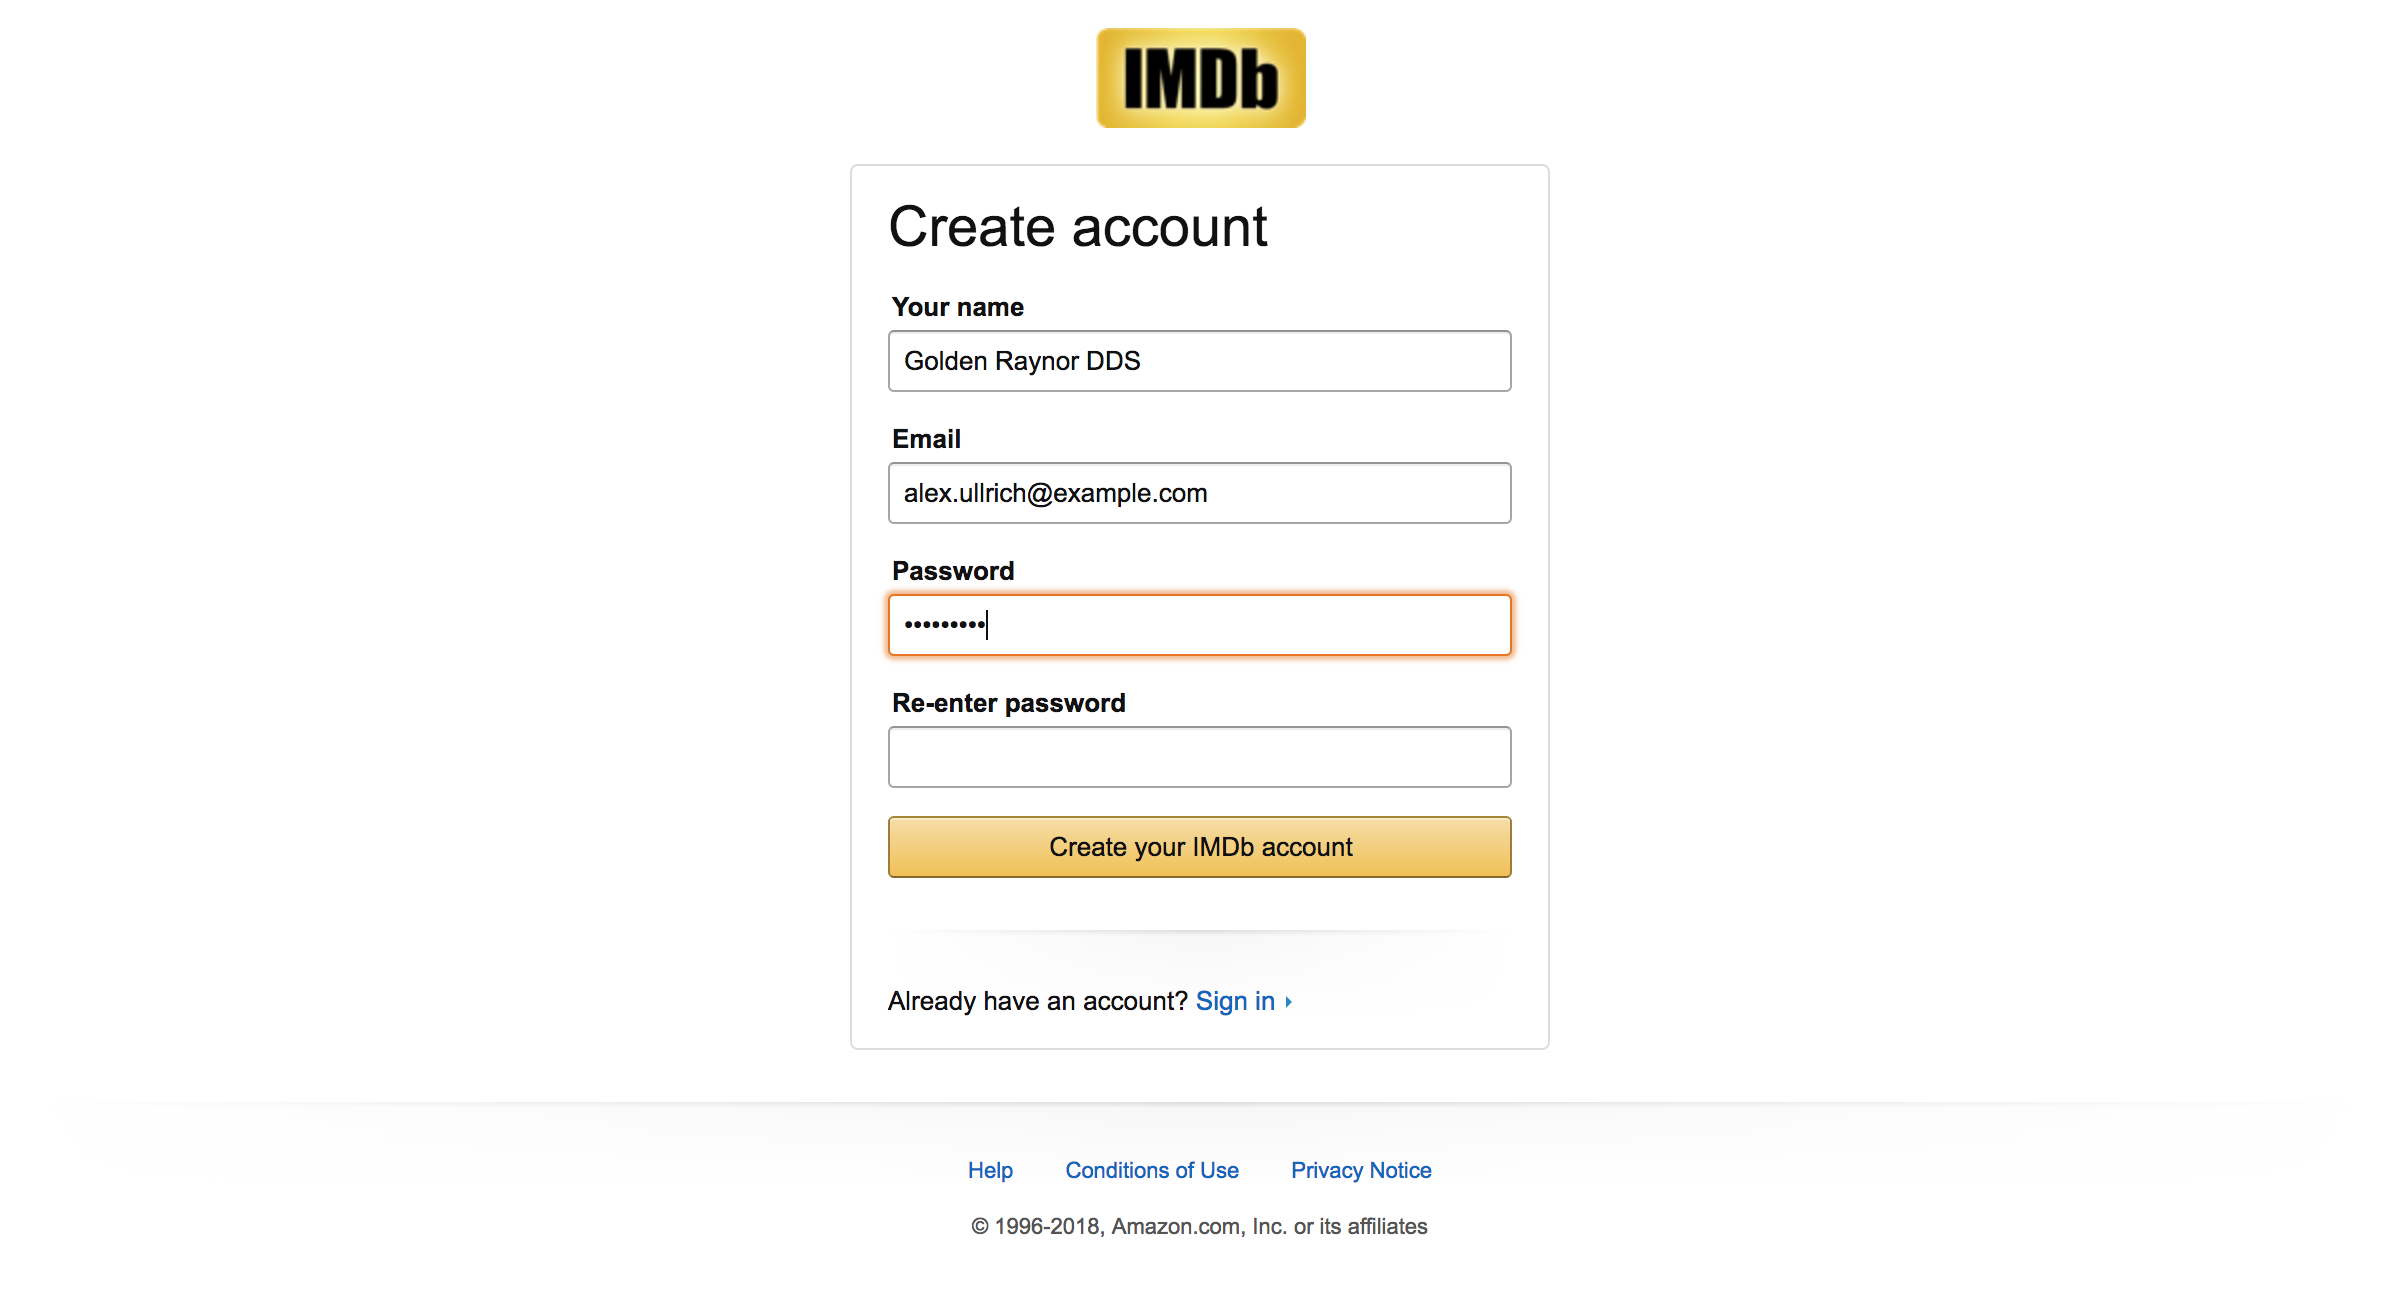 IMDb
Create account
Your name
Golden Raynor DDS
Email
alex.ullrich@example.com
Password
•••••••••
Re-enter password
Create your IMDb account
Already have an account? Sign in
Help Conditions of Use Privacy Notice
© 1996-2018, Amazon.com, Inc. or its affiliates